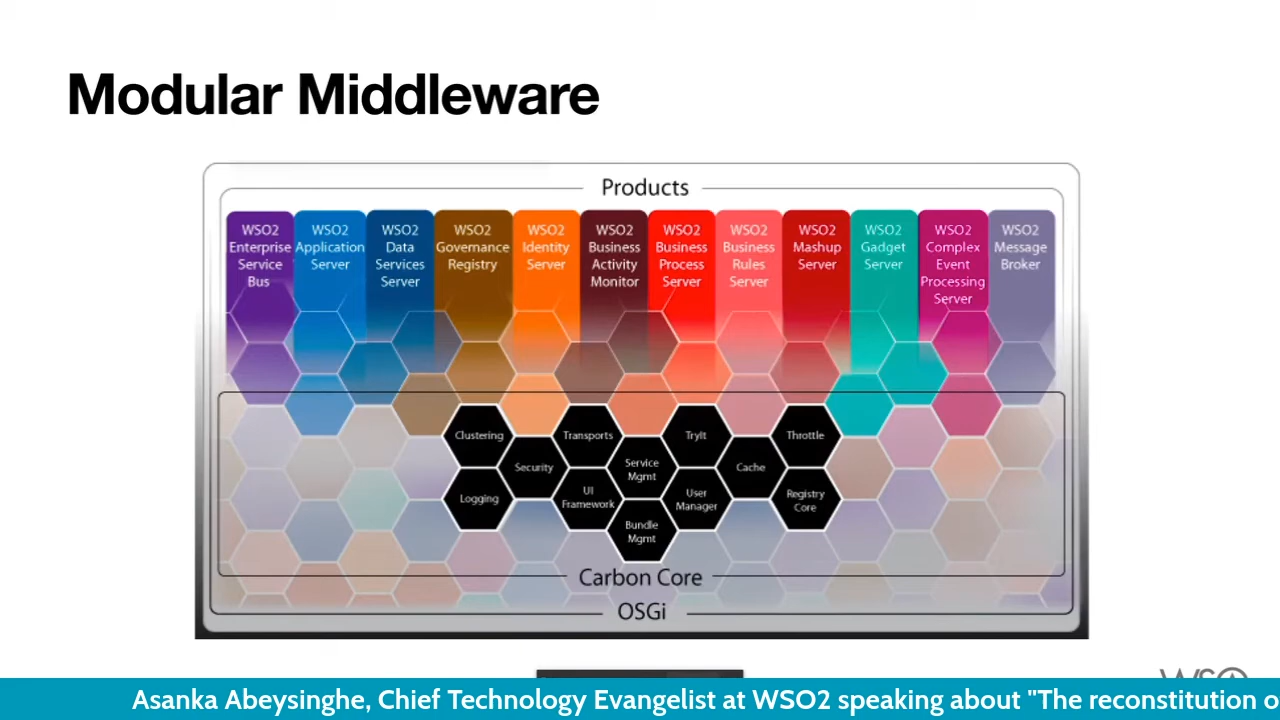 Modular Middleware
Products
WSO2
Enterprise
Service
Bus
WSO2
Application
Server
WSO2
Data
Services
Server
WSO2
Governance
Registry
WSO2
Identity
Server
WSO2
Business
Activity
Monitor
WSO2
Business
Process
Server
WSO2
Business
Rules
Server
WSO2
Mashup
Server
WSO2
Gadget
Server
WSO2
Complex
Event
Processing
Server
WSO2
Message
Broker
Clustering
Transports
TryIt
Throttle
Security
Service
Mgmt
Cache
Logging
UI
Framework
User
Manager
Registry
Core
Bundle
Mgmt
Carbon Core
OSGi
WSO
Asanka Abeysinghe, Chief Technology Evangelist at WSO2 speaking about "The reconstitution o